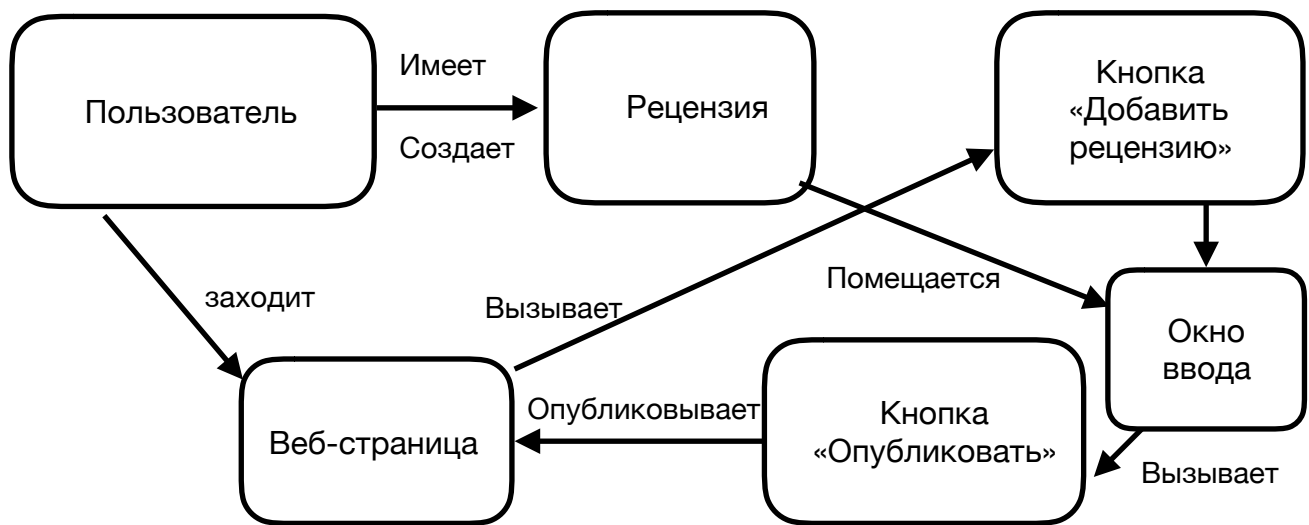 Пользователь
Имеет
Создает
Рецензия
Кнопка
«Добавить
рецензию»
заходит
Вызывает
Помещается
Окно
ввода
Веб-страница
Опубликовывает
Кнопка
«Опубликовать»
Вызывает